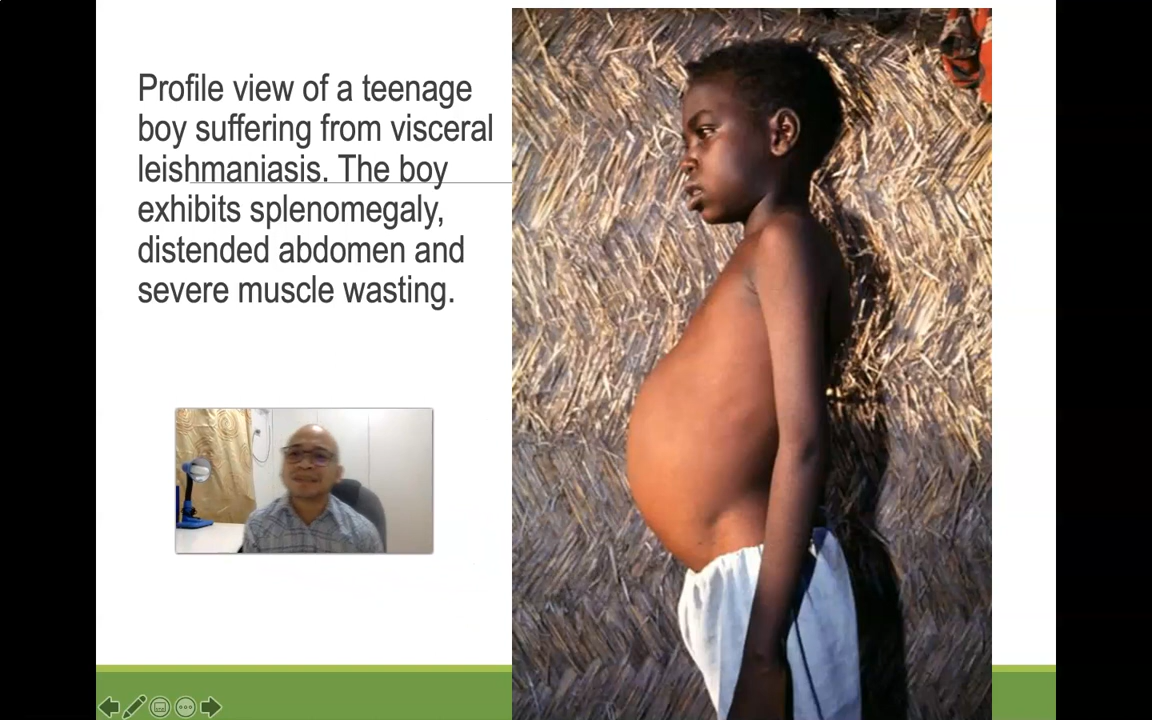 Profile view of a teenage
boy suffering from visceral
leishmaniasis. The boy
exhibits splenomegaly,
distended abdomen and
severe muscle wasting.